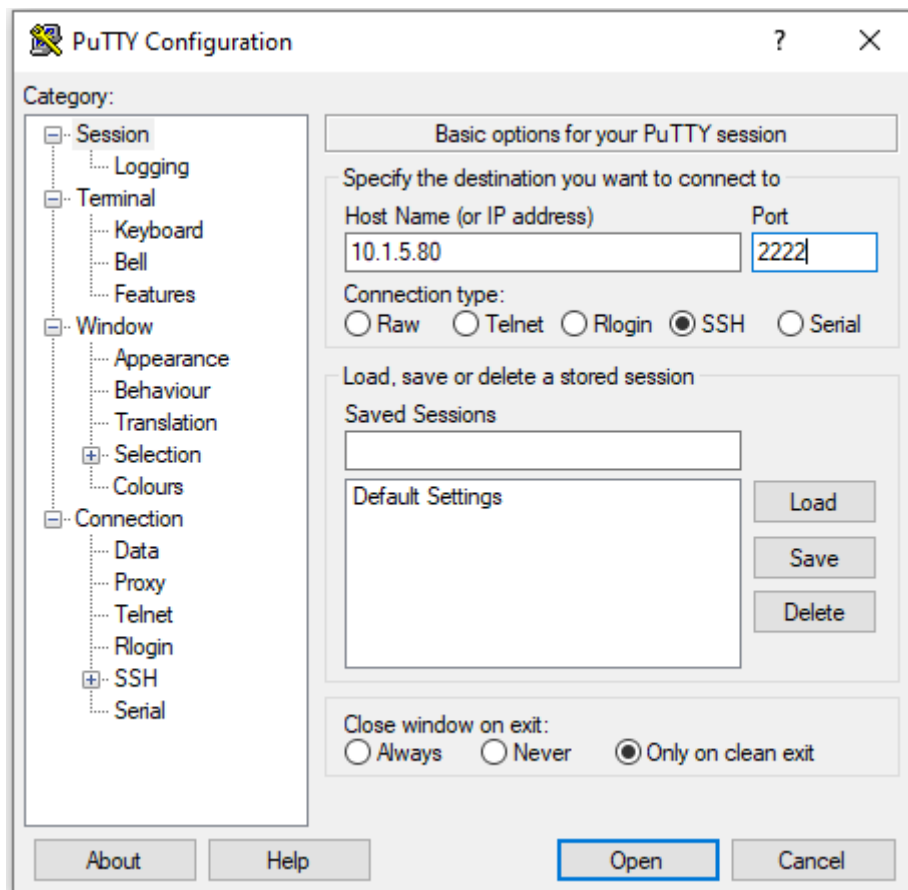 PuTTY Configuration
?
Category:
Session
Logging
Terminal
Keyboard
Bell
Features
Window
Appearance
Behaviour
Translation
Selection
Colours
Connection
Data
Proxy
Telnet
Rlogin
SSH
Serial
Basic options for your PuTTY session
Specify the destination you want to connect to
Host Name (or IP address) Port
10.1.5.80 2222
Connection type:
Raw Telnet Rlogin SSH Serial
Load, save or delete a stored session
Saved Sessions
Default Settings
Load
Save
Delete
Close window on exit:
Always Never Only on clean exit
About Help Open Cancel